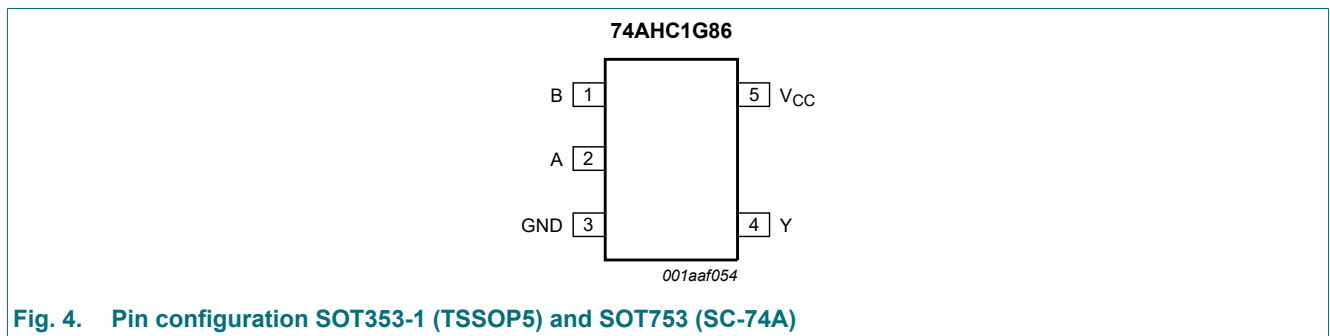 74AHC1G86
B 1 5 VCC
A 2
GND 3 4 Y
001aaf054
Fig. 4. Pin configuration SOT353-1 (TSSOP5) and SOT753 (SC-74A)